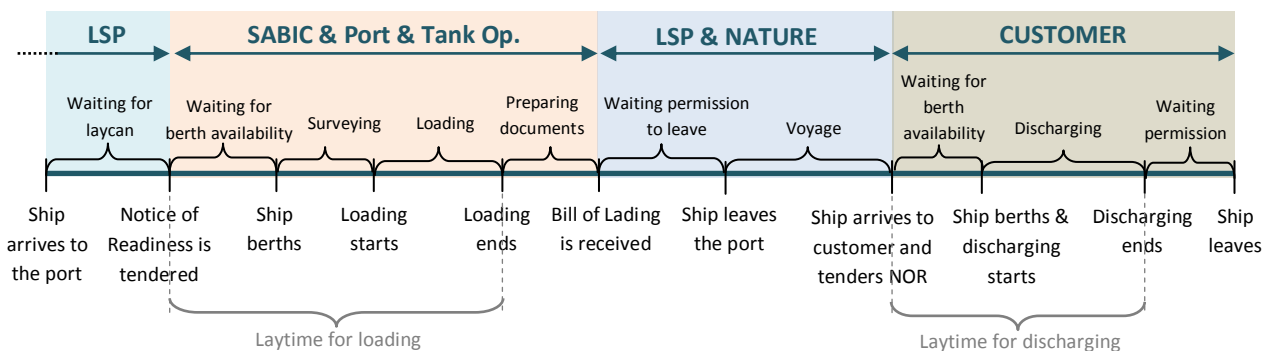 LSP
SABIC & Port & Tank Op.
LSP & NATURE
CUSTOMER
Waiting for
laycan
Waiting for
berth availability
Surveying
Loading
Preparing
documents
Waiting permission
to leave
Voyage
Waiting for
berth
availability
Discharging
Waiting
permission
Ship
arrives to
the port
Notice of
Readiness is
tendered
Ship
berths
Loading
starts
Loading
ends
Bill of Lading
is received
Ship leaves
the port
Ship arrives to
customer and
tenders NOR
Ship berths &
discharging
starts
Discharging
ends
Ship
leaves
Laytime for loading
Laytime for discharging